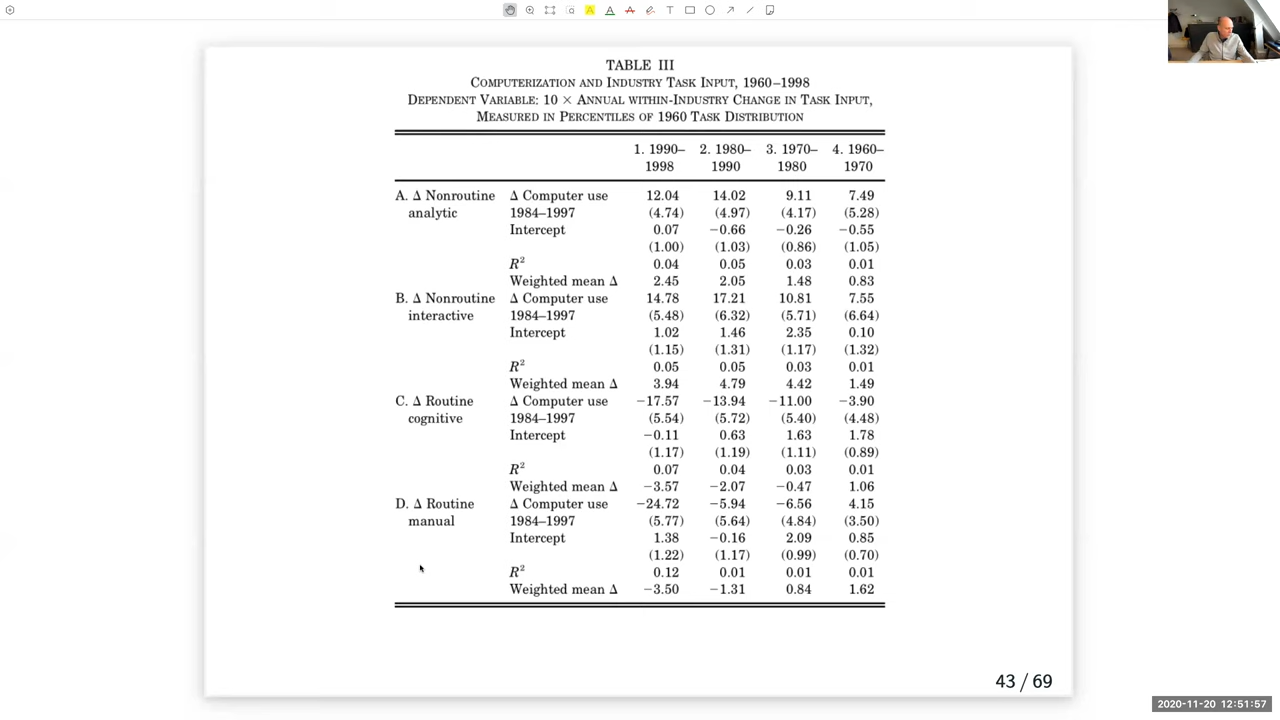 TABLE III
COMPUTERIZATION AND INDUSTRY TASK INPUT, 1960–1998
DEPENDENT VARIABLE: 10 × ANNUAL WITHIN-INDUSTRY CHANGE IN TASK INPUT,
MEASURED IN PERCENTILES OF 1960 TASK DISTRIBUTION
1. 1990– 2. 1980– 3. 1970– 4. 1960–
1998 1990 1980 1970
A. Δ Nonroutine Δ Computer use 12.04 14.02 9.11 7.49
analytic 1984–1997 (4.74) (4.97) (4.17) (5.28)
Intercept 0.07 −0.66 −0.26 −0.55
(1.00) (1.03) (0.86) (1.05)
R² 0.04 0.05 0.03 0.01
Weighted mean Δ 2.45 2.05 1.48 0.83
B. Δ Nonroutine Δ Computer use 14.78 17.21 10.81 7.55
interactive 1984–1997 (5.48) (6.32) (5.71) (6.64)
Intercept 1.02 1.46 2.35 0.10
(1.15) (1.31) (1.17) (1.32)
R² 0.05 0.05 0.03 0.01
Weighted mean Δ 3.94 4.79 4.42 1.49
C. Δ Routine Δ Computer use −17.57 −13.94 −11.00 −3.90
cognitive 1984–1997 (5.54) (5.72) (5.40) (4.48)
Intercept −0.11 0.63 1.63 1.78
(1.17) (1.19) (1.11) (0.89)
R² 0.07 0.04 0.03 0.01
Weighted mean Δ −3.57 −2.07 −0.47 1.06
D. Δ Routine Δ Computer use −24.72 −5.94 −6.56 4.15
manual 1984–1997 (5.77) (5.64) (4.84) (3.50)
Intercept 1.38 −0.16 2.09 0.85
(1.22) (1.17) (0.99) (0.70)
R² 0.12 0.01 0.01 0.01
Weighted mean Δ −3.50 −1.31 0.84 1.62
43 / 69
2020-11-20 12:51:57